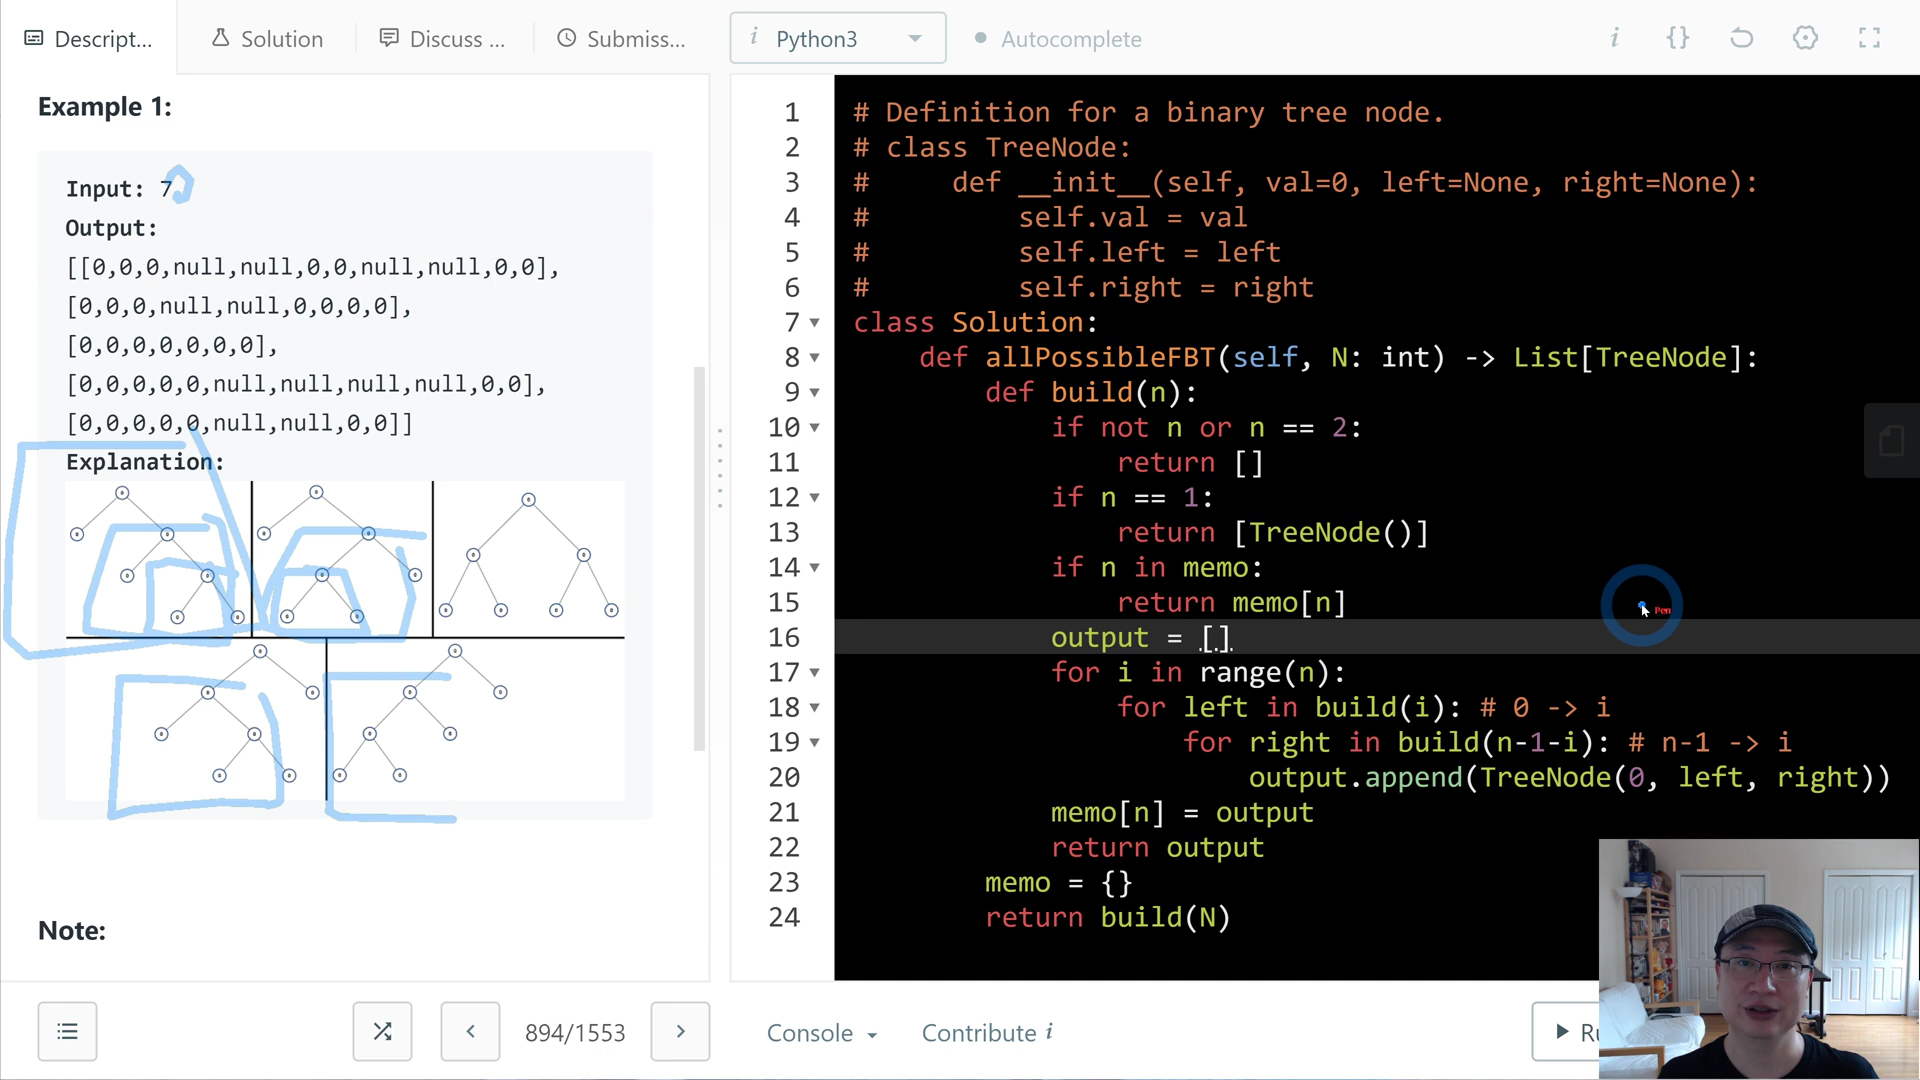 Descript...
Solution
Discuss ...
Submiss...
i Python3
Autocomplete
i {}
Example 1:
Input: 7
Output:
[[0,0,0,null,null,0,0,null,null,0,0],
[0,0,0,null,null,0,0,0,0],
[0,0,0,0,0,0,0],
[0,0,0,0,0,null,null,null,null,0,0],
[0,0,0,0,0,null,null,0,0]]
Explanation:
Note:
1 # Definition for a binary tree node.
2 # class TreeNode:
3 #     def __init__(self, val=0, left=None, right=None):
4 #         self.val = val
5 #         self.left = left
6 #         self.right = right
7 class Solution:
8     def allPossibleFBT(self, N: int) -> List[TreeNode]:
9         def build(n):
10             if not n or n == 2:
11                 return []
12             if n == 1:
13                 return [TreeNode()]
14             if n in memo:
15                 return memo[n]
16             output = []
17             for i in range(n):
18                 for left in build(i): # 0 -> i
19                     for right in build(n-1-i): # n-1 -> i
20                         output.append(TreeNode(0, left, right))
21             memo[n] = output
22             return output
23         memo = {}
24         return build(N)
Pen
894/1553
Console
Contribute i